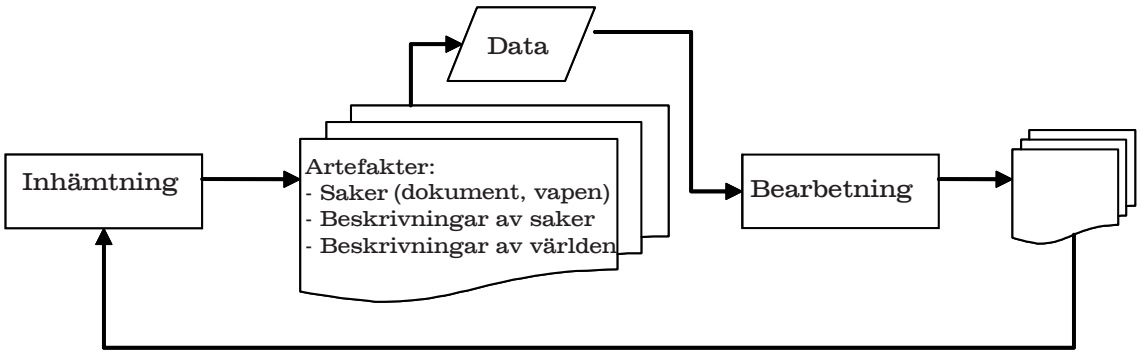 Data
Inhämtning
Artefakter:
- Saker (dokument, vapen)
- Beskrivningar av saker
- Beskrivningar av världen
Bearbetning